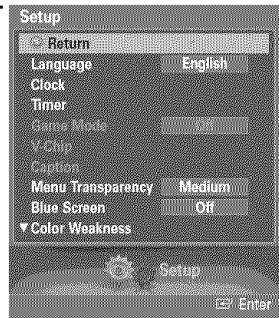 Setup
Return
Language English
Clock
Timer
Game Mode Off
V-Chip
Caption
Menu Transparency Medium
Blue Screen Off
▼Color Weakness
Setup
Enter